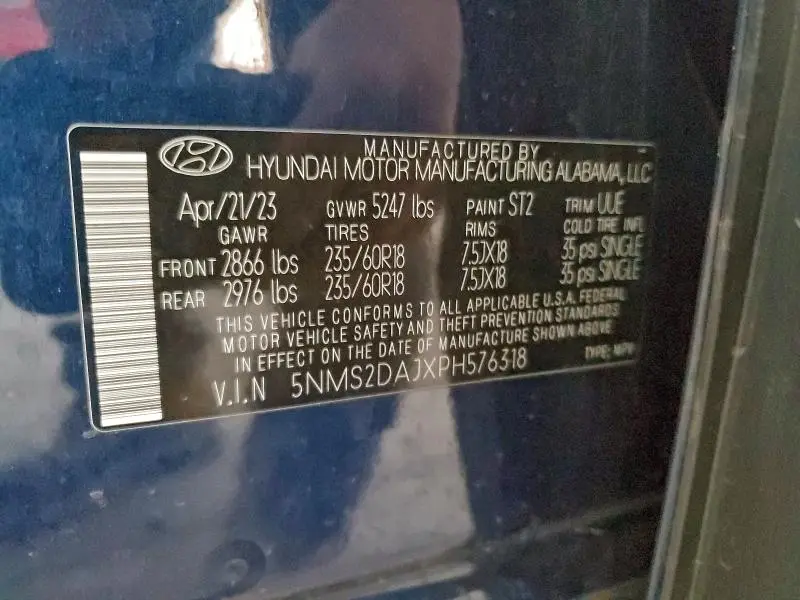 MANUFACTURED BY
HYUNDAI MOTOR MANUFACTURING ALABAMA, LLC
Apr/21/23 GVWR 5247 lbs PAINT ST2 TRIM UUE
GAWR TIRES RIMS COLD TIRE INFL
FRONT 2866 lbs 235/60R18 7.5JX18 35 psi SINGLE
REAR 2976 lbs 235/60R18 7.5JX18 35 psi SINGLE
THIS VEHICLE CONFORMS TO ALL APPLICABLE U.S.A. FEDERAL
MOTOR VEHICLE SAFETY AND THEFT PREVENTION STANDARDS
IN EFFECT ON THE DATE OF MANUFACTURE SHOWN ABOVE
V.I.N 5NMS2DAJXPH576318 TYPE: MPV